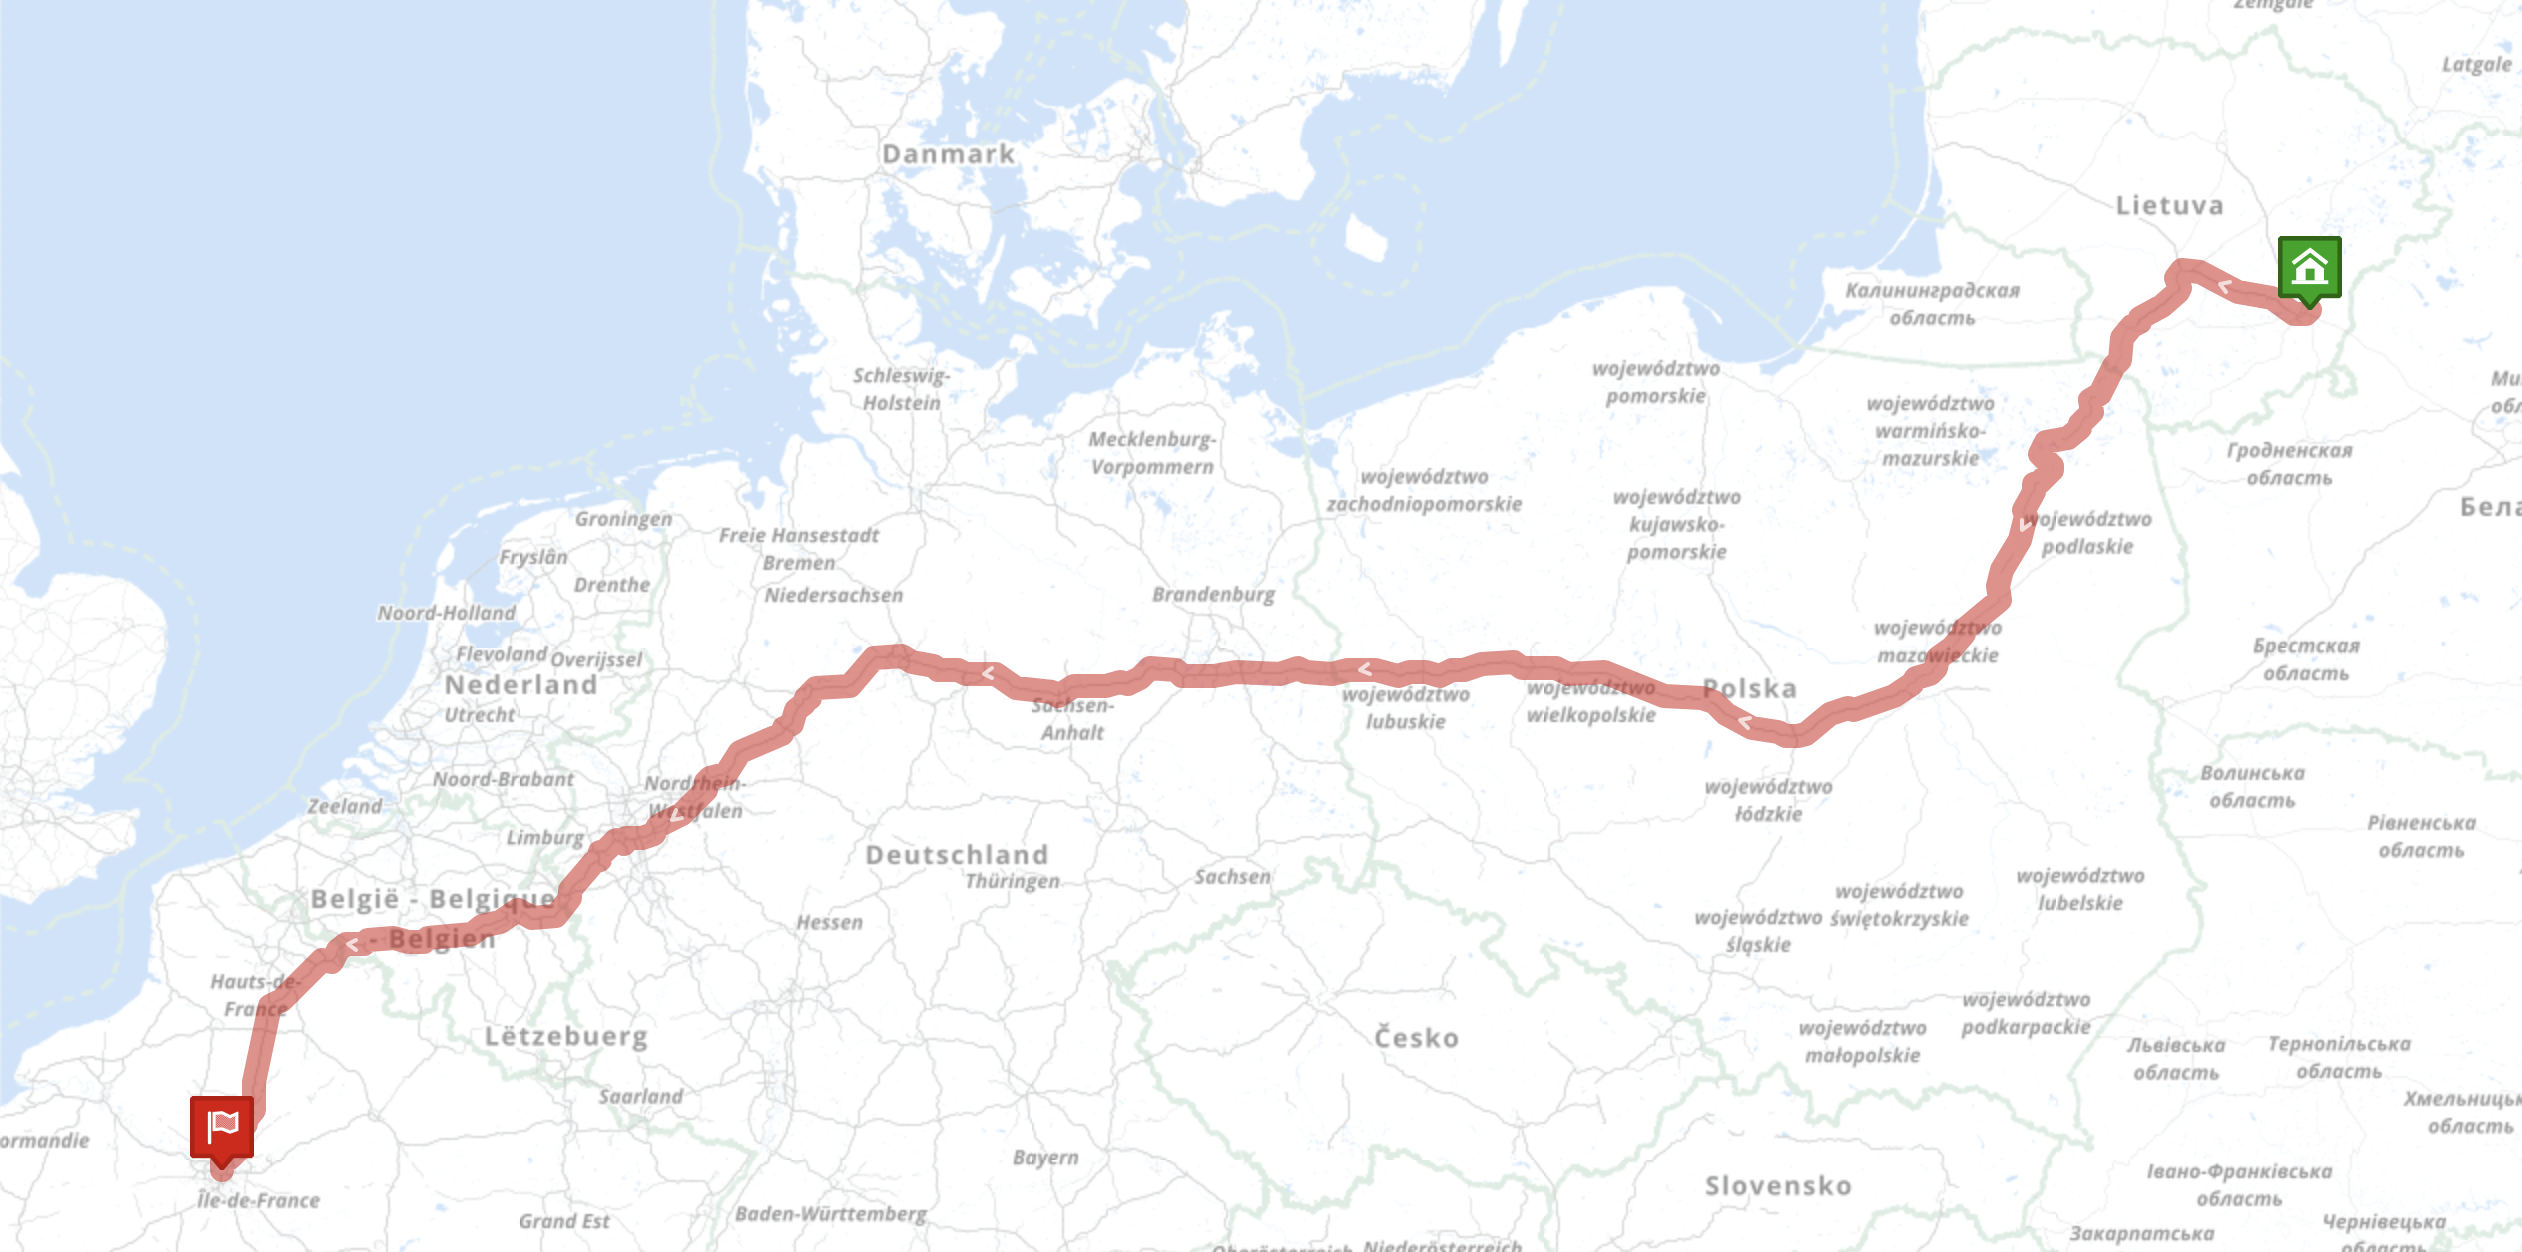 Zemgale
Latgale
Danmark
Lietuva
Калининградская
область
Schleswig-
Holstein
województwo
pomorskie
województwo
warmińsko-
mazurskie
Mecklenburg-
Vorpommern
Гродненская
область
województwo
zachodniopomorskie
województwo
kujawsko-
pomorskie
Groningen
Freie Hansestadt
Bremen
województwo
podlaskie
Fryslân
Drenthe
Niedersachsen
Brandenburg
Noord-Holland
województwo
mazowieckie
Брестская
область
Flevoland
Overijssel
Nederland
Utrecht
Polska
województwo
lubuskie
województwo
wielkopolskie
Sachsen-
Anhalt
Noord-Brabant
Nordrhein-
Westfalen
Zeeland
Limburg
województwo
łódzkie
Волинська
область
Рівненська
область
Deutschland
Thüringen
Sachsen
België - Belgique
- Belgien
Hessen
województwo
świętokrzyskie
województwo
śląskie
województwo
lubelskie
Hauts-de-
France
Lëtzebuerg
Česko
województwo
podkarpackie
województwo
małopolskie
Львівська
область
Тернопільська
область
Saarland
область
Bayern
Île-de-France
Grand Est
Baden-Württemberg
Slovensko
Івано-Франківська
область
Закарпатська
Чернівецька
область
Oberösterreich
Niederösterreich